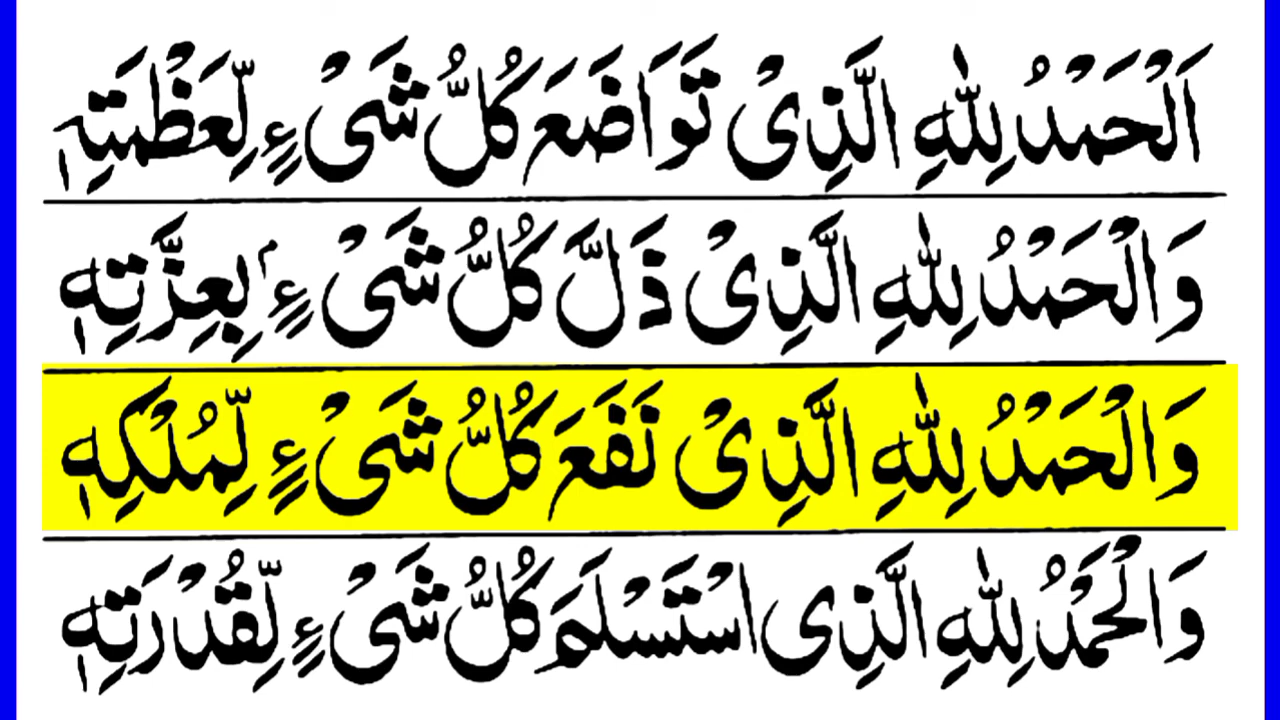 اَلْحَمْدُ لِلّٰهِ الَّذِیْ تَوَاضَعَ كُلُّ شَیْءٍ لِّعَظْمَتِہٖ
وَالْحَمْدُ لِلّٰهِ الَّذِیْ ذَلَّ كُلُّ شَیْءٍ ۢبِعِزَّتِهٖ
وَالْحَمْدُ لِلّٰهِ الَّذِیْ نَفَعَ كُلُّ شَیْءٍ لِّمُلْكِهٖ
وَالْحَمْدُ لِلّٰهِ الَّذِی اسْتَسْلَمَ كُلُّ شَیْءٍ لِّقُدْرَتِهٖ